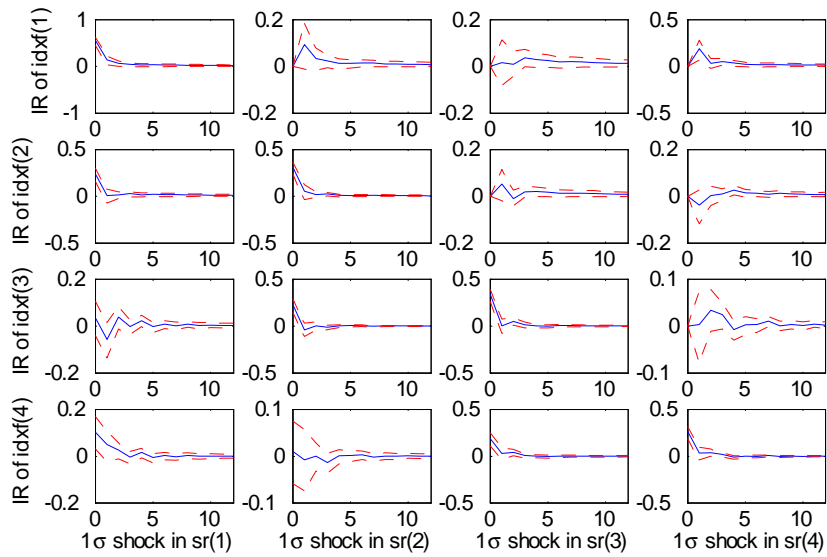 IR of idxf(1)
1 0.2 0.2 0.5
0 0 0 0
-1 -0.2 -0.2 -0.5
0 5 10 0 5 10 0 5 10 0 5 10
IR of idxf(2)
0.5 0.5 0.2 0.2
0 0 0 0
-0.5 -0.5 -0.2 -0.2
0 5 10 0 5 10 0 5 10 0 5 10
IR of idxf(3)
0.2 0.5 0.5 0.1
0 0 0 0
-0.2 -0.5 -0.5 -0.1
0 5 10 0 5 10 0 5 10 0 5 10
IR of idxf(4)
0.2 0.1 0.5 0.5
0 0 0 0
-0.2 -0.1 -0.5 -0.5
0 5 10 0 5 10 0 5 10 0 5 10
1σ shock in sr(1) 1σ shock in sr(2) 1σ shock in sr(3) 1σ shock in sr(4)